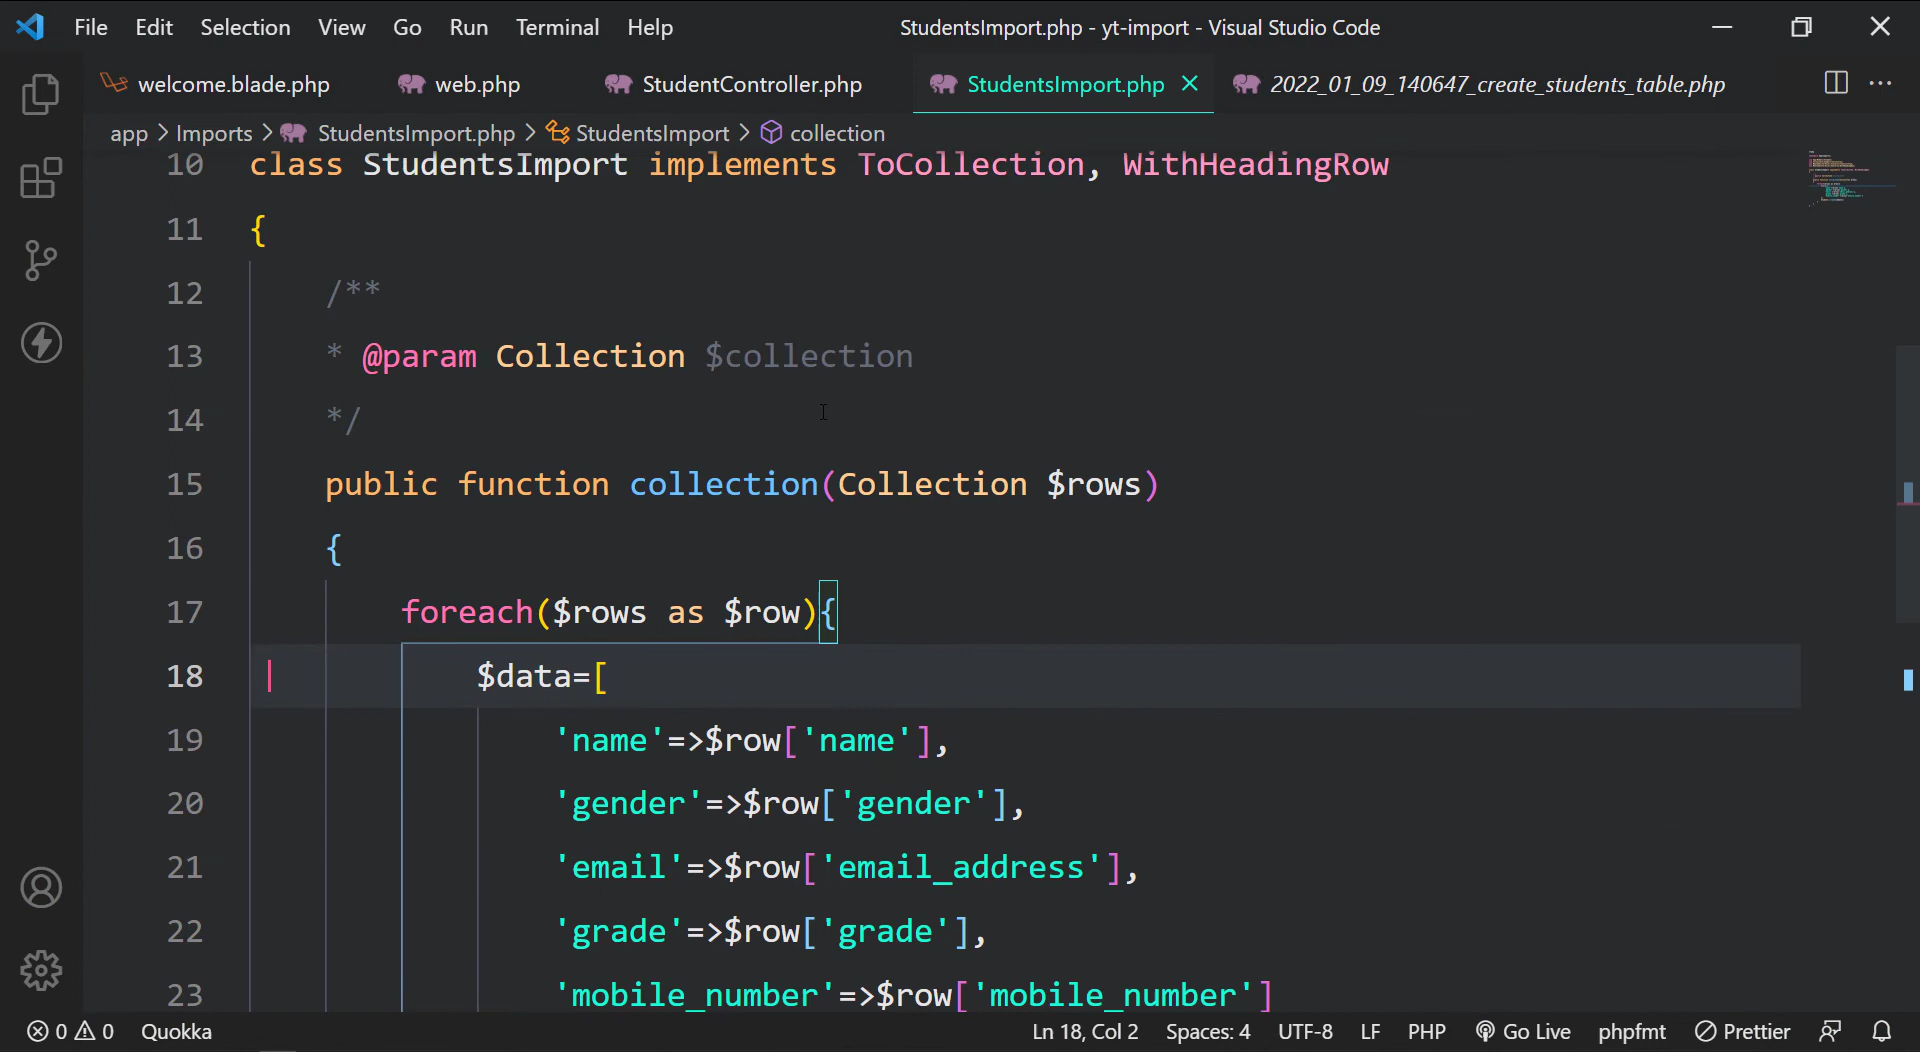 File Edit Selection View Go Run Terminal Help StudentsImport.php - yt-import - Visual Studio Code
welcome.blade.php web.php StudentController.php StudentsImport.php 2022_01_09_140647_create_students_table.php
app > Imports > StudentsImport.php > StudentsImport > collection
10 class StudentsImport implements ToCollection, WithHeadingRow
11 {
12 /**
13 * @param Collection $collection
14 */
15 public function collection(Collection $rows)
16 {
17 foreach($rows as $row){
18 $data=[
19 'name'=>$row['name'],
20 'gender'=>$row['gender'],
21 'email'=>$row['email_address'],
22 'grade'=>$row['grade'],
23 'mobile_number'=>$row['mobile_number']
0 0 Quokka Ln 18, Col 2 Spaces: 4 UTF-8 LF PHP Go Live phpfmt Prettier